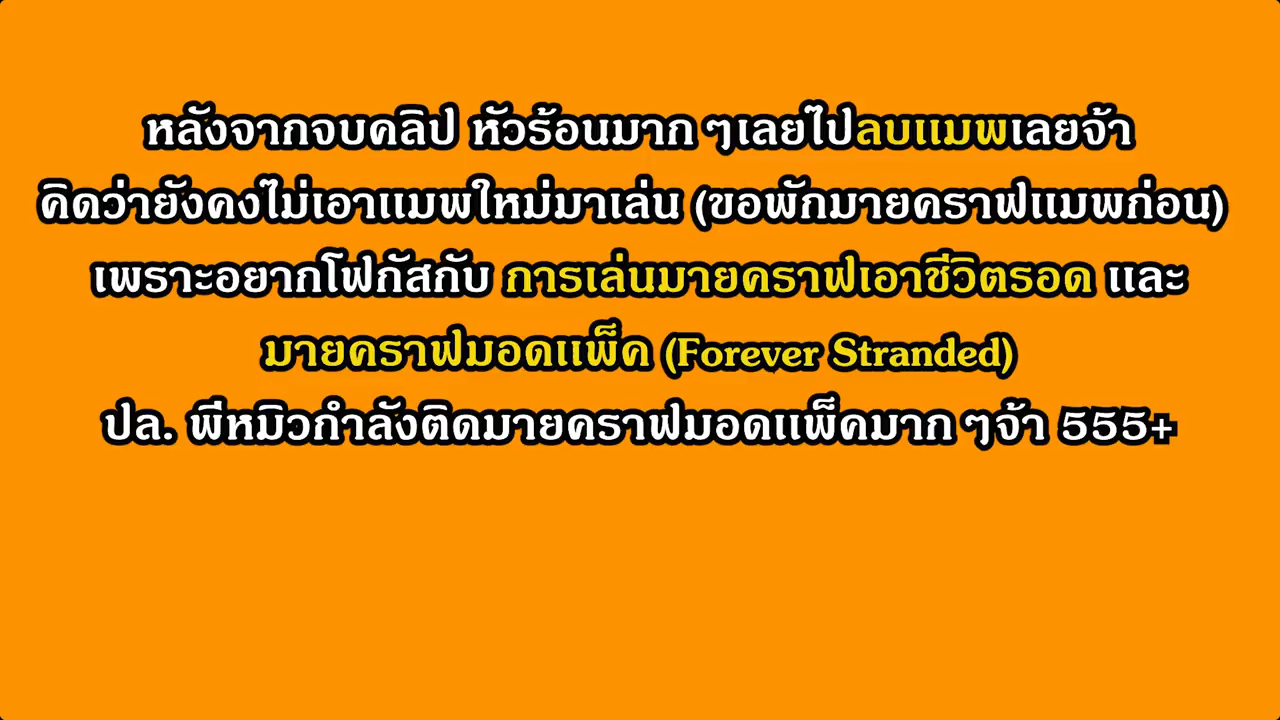 หลังจากจบคลิป หัวร้อนมาก ๆเลยไปลบแมพเลยจ้า
คิดว่ายังคงไม่เอาแมพใหม่มาเล่น (ขอพักมายคราฟแมพก่อน)
เพราะอยากโฟกัสกับ การเล่นมายคราฟเอาชีวิตรอด และ
มายคราฟมอดแพ็ค (Forever Stranded)
ปล. พี่หมิวกำลังติดมายคราฟมอดแพ็คมาก ๆจ้า 555+